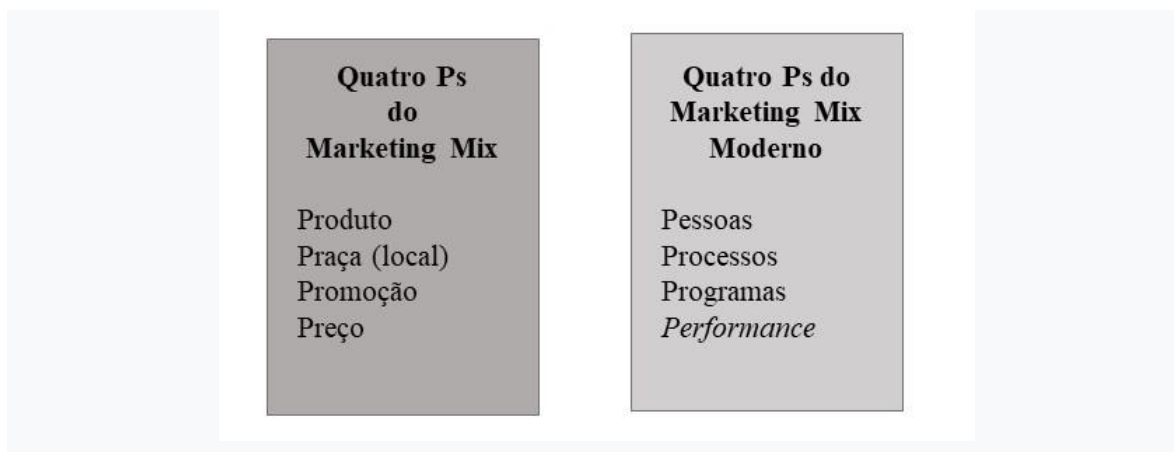 Quatro Ps
do
Marketing Mix
Produto
Praça (local)
Promoção
Preço
Quatro Ps do
Marketing Mix
Moderno
Pessoas
Processos
Programas
Performance